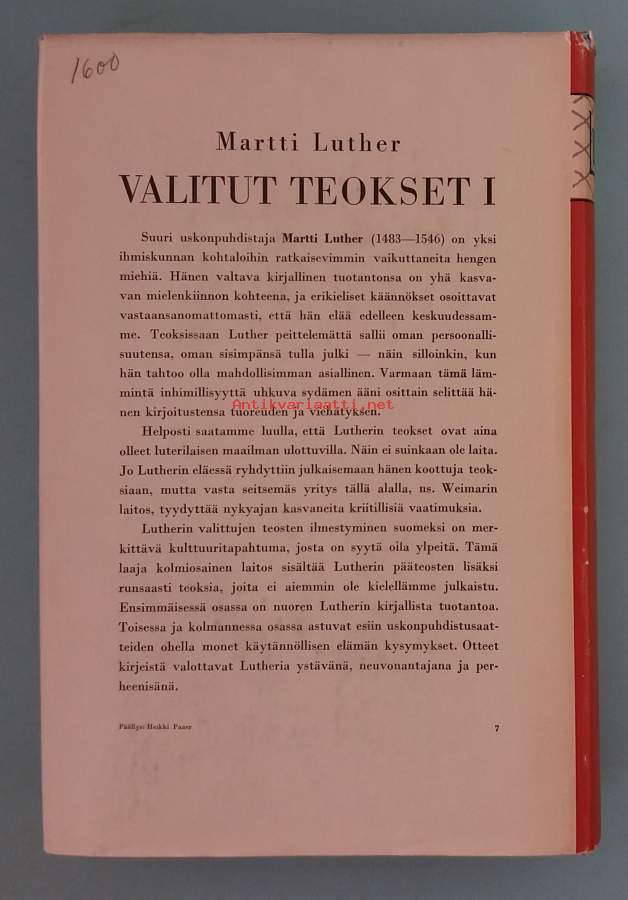 1600
Martti Luther
VALITUT TEOKSET I
Suuri uskonpuhdistaja Martti Luther (1483—1546) on yksi
ihmiskunnan kohtaloihin ratkaisevimmin vaikuttaneita hengen
miehiä. Hänen valtava kirjallinen tuotantonsa on yhä kasva-
van mielenkiinnon kohteena, ja erikieliset käännökset osoittavat
vastaansanomattomasti, että hän elää edelleen keskuudessam-
me. Teoksissaan Luther peittelemättä sallii oman persoonalli-
suutensa, oman sisimpänsä tulla julki — näin silloinkin, kun
hän tahtoo olla mahdollisimman asiallinen. Varmaan tämä läm-
mintä inhimillisyyttä uhkuva sydämen ääni osittain selittää hä-
nen kirjoitustensa tuoreuden ja viehätyksen.
Antikvariaatti.net
Helposti saatamme luulla, että Lutherin teokset ovat aina
olleet luterilaisen maailman ulottuvilla. Näin ei suinkaan ole laita.
Jo Lutherin eläessä ryhdyttiin julkaisemaan hänen koottuja teok-
siaan, mutta vasta seitsemäs yritys tällä alalla, ns. Weimarin
laitos, tyydyttää nykyajan kasvaneita kriitillisiä vaatimuksia.
Lutherin valittujen teosten ilmestyminen suomeksi on mer-
kittävä kulttuuritapahtuma, josta on syytä olla ylpeitä. Tämä
laaja kolmiosainen laitos sisältää Lutherin pääteosten lisäksi
runsaasti teoksia, joita ei aiemmin ole kielellämme julkaistu.
Ensimmäisessä osassa on nuoren Lutherin kirjallista tuotantoa.
Toisessa ja kolmannessa osassa astuvat esiin uskonpuhdistusaat-
teiden ohella monet käytännöllisen elämän kysymykset. Otteet
kirjeistä valottavat Lutheria ystävänä, neuvonantajana ja per-
heenisänä.
Päällys: Heikki Paaer 7